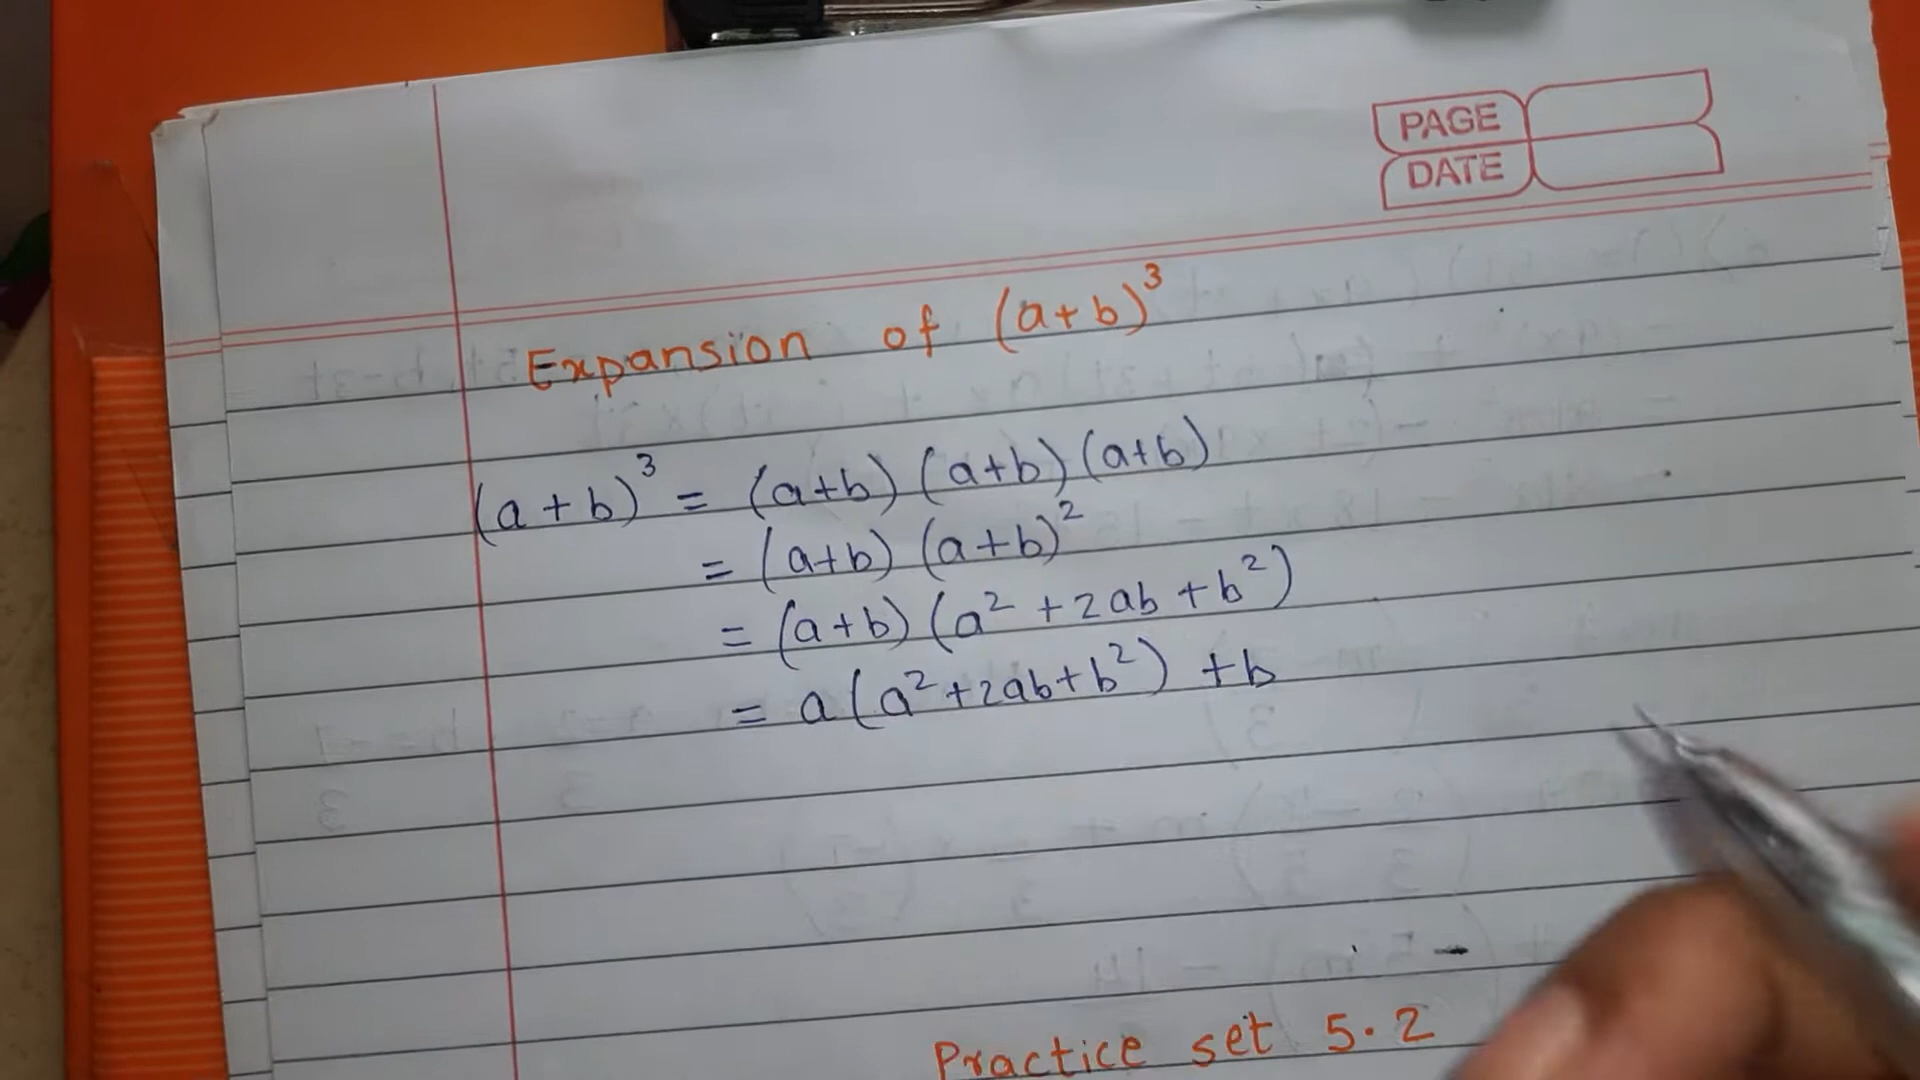 PAGE
DATE
Expansion of (a+b)³
(a+b)³ = (a+b) (a+b) (a+b)
= (a+b) (a+b)²
= (a+b) (a² + 2ab + b²)
= a(a²+2ab+b²) +b
Practice set 5.2